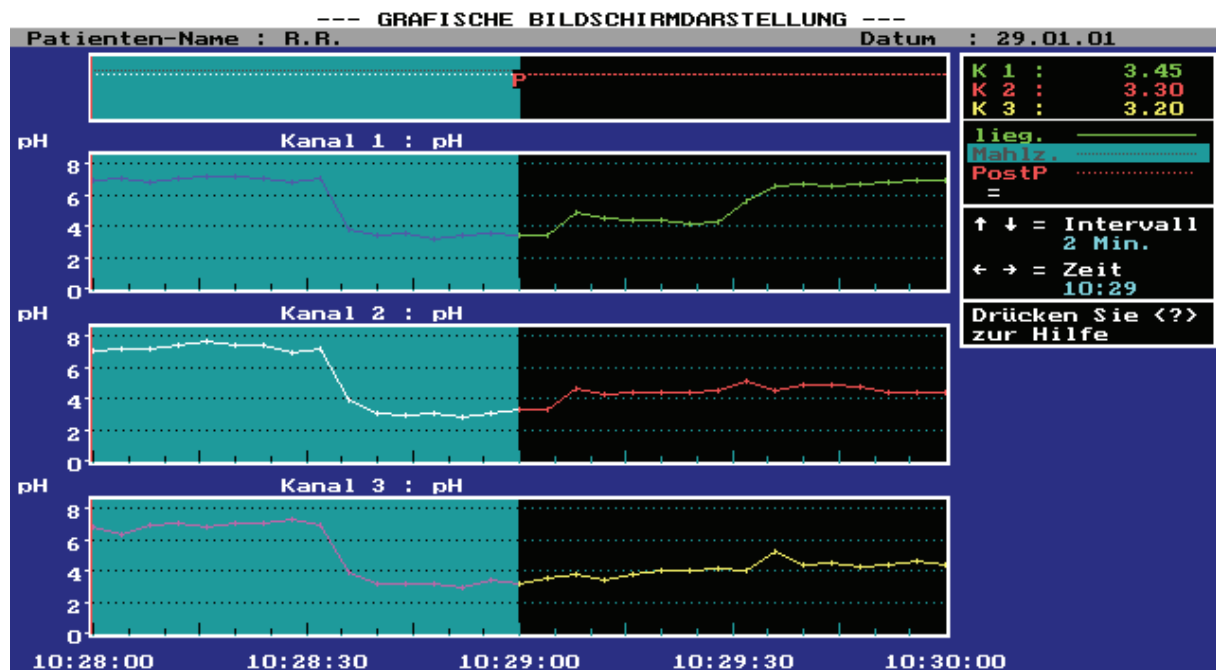 --- GRAFISCHE BILDSCHIRMDARSTELLUNG ---
Patienten-Name : R.R. Datum : 29.01.01
P
K 1 : 3.45
K 2 : 3.30
K 3 : 3.20
lieg.
Mahlz.
PostP
=
↑ ↓ = Intervall
2 Min.
← → = Zeit
10:29
Drücken Sie <?>
zur Hilfe
pH Kanal 1 : pH
8
6
4
2
0
pH Kanal 2 : pH
8
6
4
2
0
pH Kanal 3 : pH
8
6
4
2
0
10:28:00 10:28:30 10:29:00 10:29:30 10:30:00